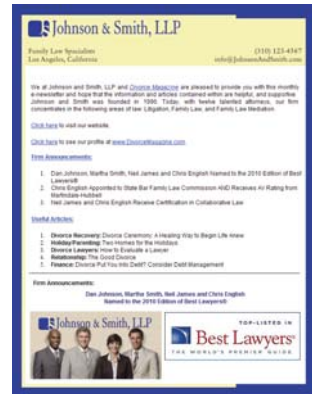 Johnson & Smith, LLP
Family Law Specialists
Los Angeles, California
(310) 123-4567
info@JohnsonAndSmith.com
We at Johnson and Smith, LLP and Divorce Magazine are pleased to provide you with this monthly
e-newsletter and hope that the information and articles contained within are helpful, and supportive.
Johnson and Smith was founded in 1996. Today, with twelve talented attorneys, our firm
concentrates in the following areas of law: Litigation, Family Law, and Family Law Mediation.
Click here to visit our website.
Click here to see our profile at www.DivorceMagazine.com.
Firm Announcements:
1. Dan Johnson, Martha Smith, Neil James and Chris English Named to the 2010 Edition of Best
Lawyers®
2. Chris English Appointed to State Bar Family Law Commission AND Receives AV Rating from
Martindale-Hubbell
3. Neil James and Chris English Receive Certification in Collaborative Law
Useful Articles:
1. Divorce Recovery: Divorce Ceremony: A Healing Way to Begin Life Anew
2. Holiday/Parenting: Two Homes for the Holidays
3. Divorce Lawyers: How to Evaluate a Lawyer
4. Relationship: The Good Divorce
5. Finance: Divorce Put You into Debt? Consider Debt Management
Firm Announcements:
Dan Johnson, Martha Smith, Neil James and Chris English
Named to the 2010 Edition of Best Lawyers®
Johnson & Smith, LLP
TOP-LISTED IN
Best Lawyers
THE WORLD'S PREMIER GUIDE